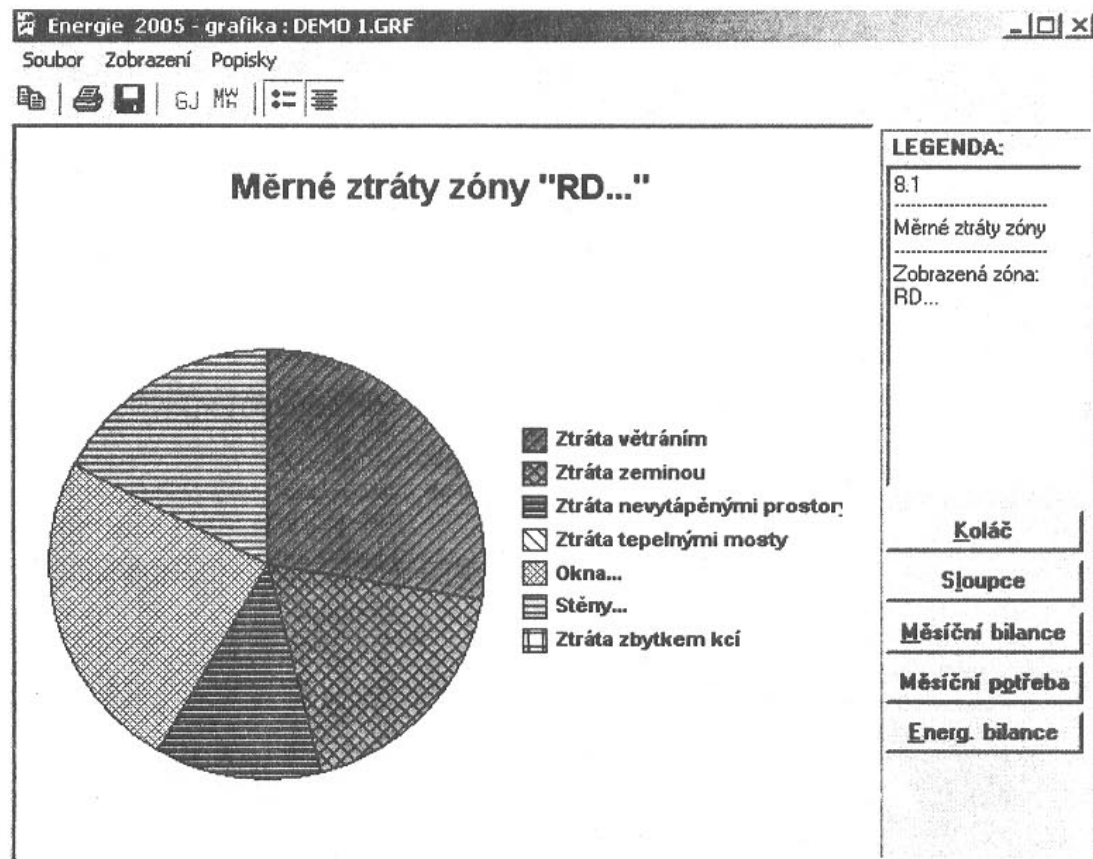 Energie 2005 - grafika : DEMO 1.GRF
Soubor Zobrazení Popisky
GJ MWH
Měrné ztráty zóny "RD..."
Ztráta větráním
Ztráta zeminou
Ztráta nevytápěnými prostory
Ztráta tepelnými mosty
Okna...
Stěny...
Ztráta zbytkem kcí
LEGENDA:
8.1
Měrné ztráty zóny
Zobrazená zóna:
RD...
Koláč
Sloupce
Měsíční bilance
Měsíční potřeba
Energ. bilance